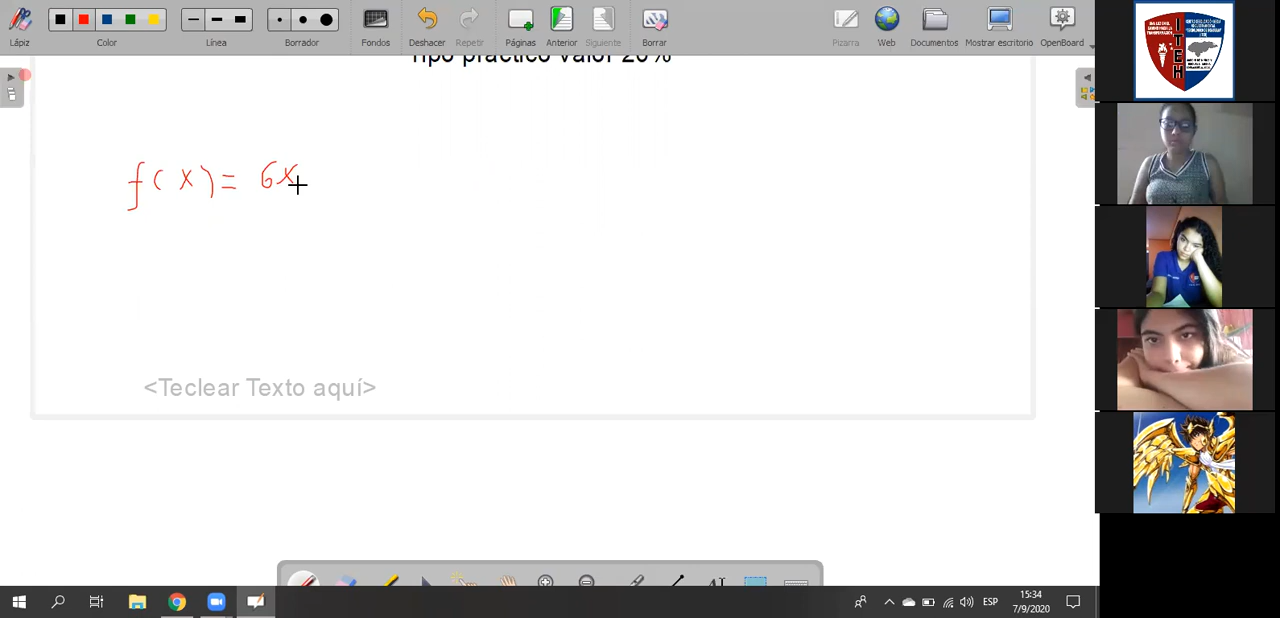 Lápiz Color Línea Borrador Fondos Deshacer Repetir Páginas Anterior Siguiente Borrar Pizarra Web Documentos Mostrar escritorio OpenBoard
Tipo práctico Valor 20%
f(x)= 6x
<Teclear Texto aquí>
ITEH
ESP
15:34
7/9/2020